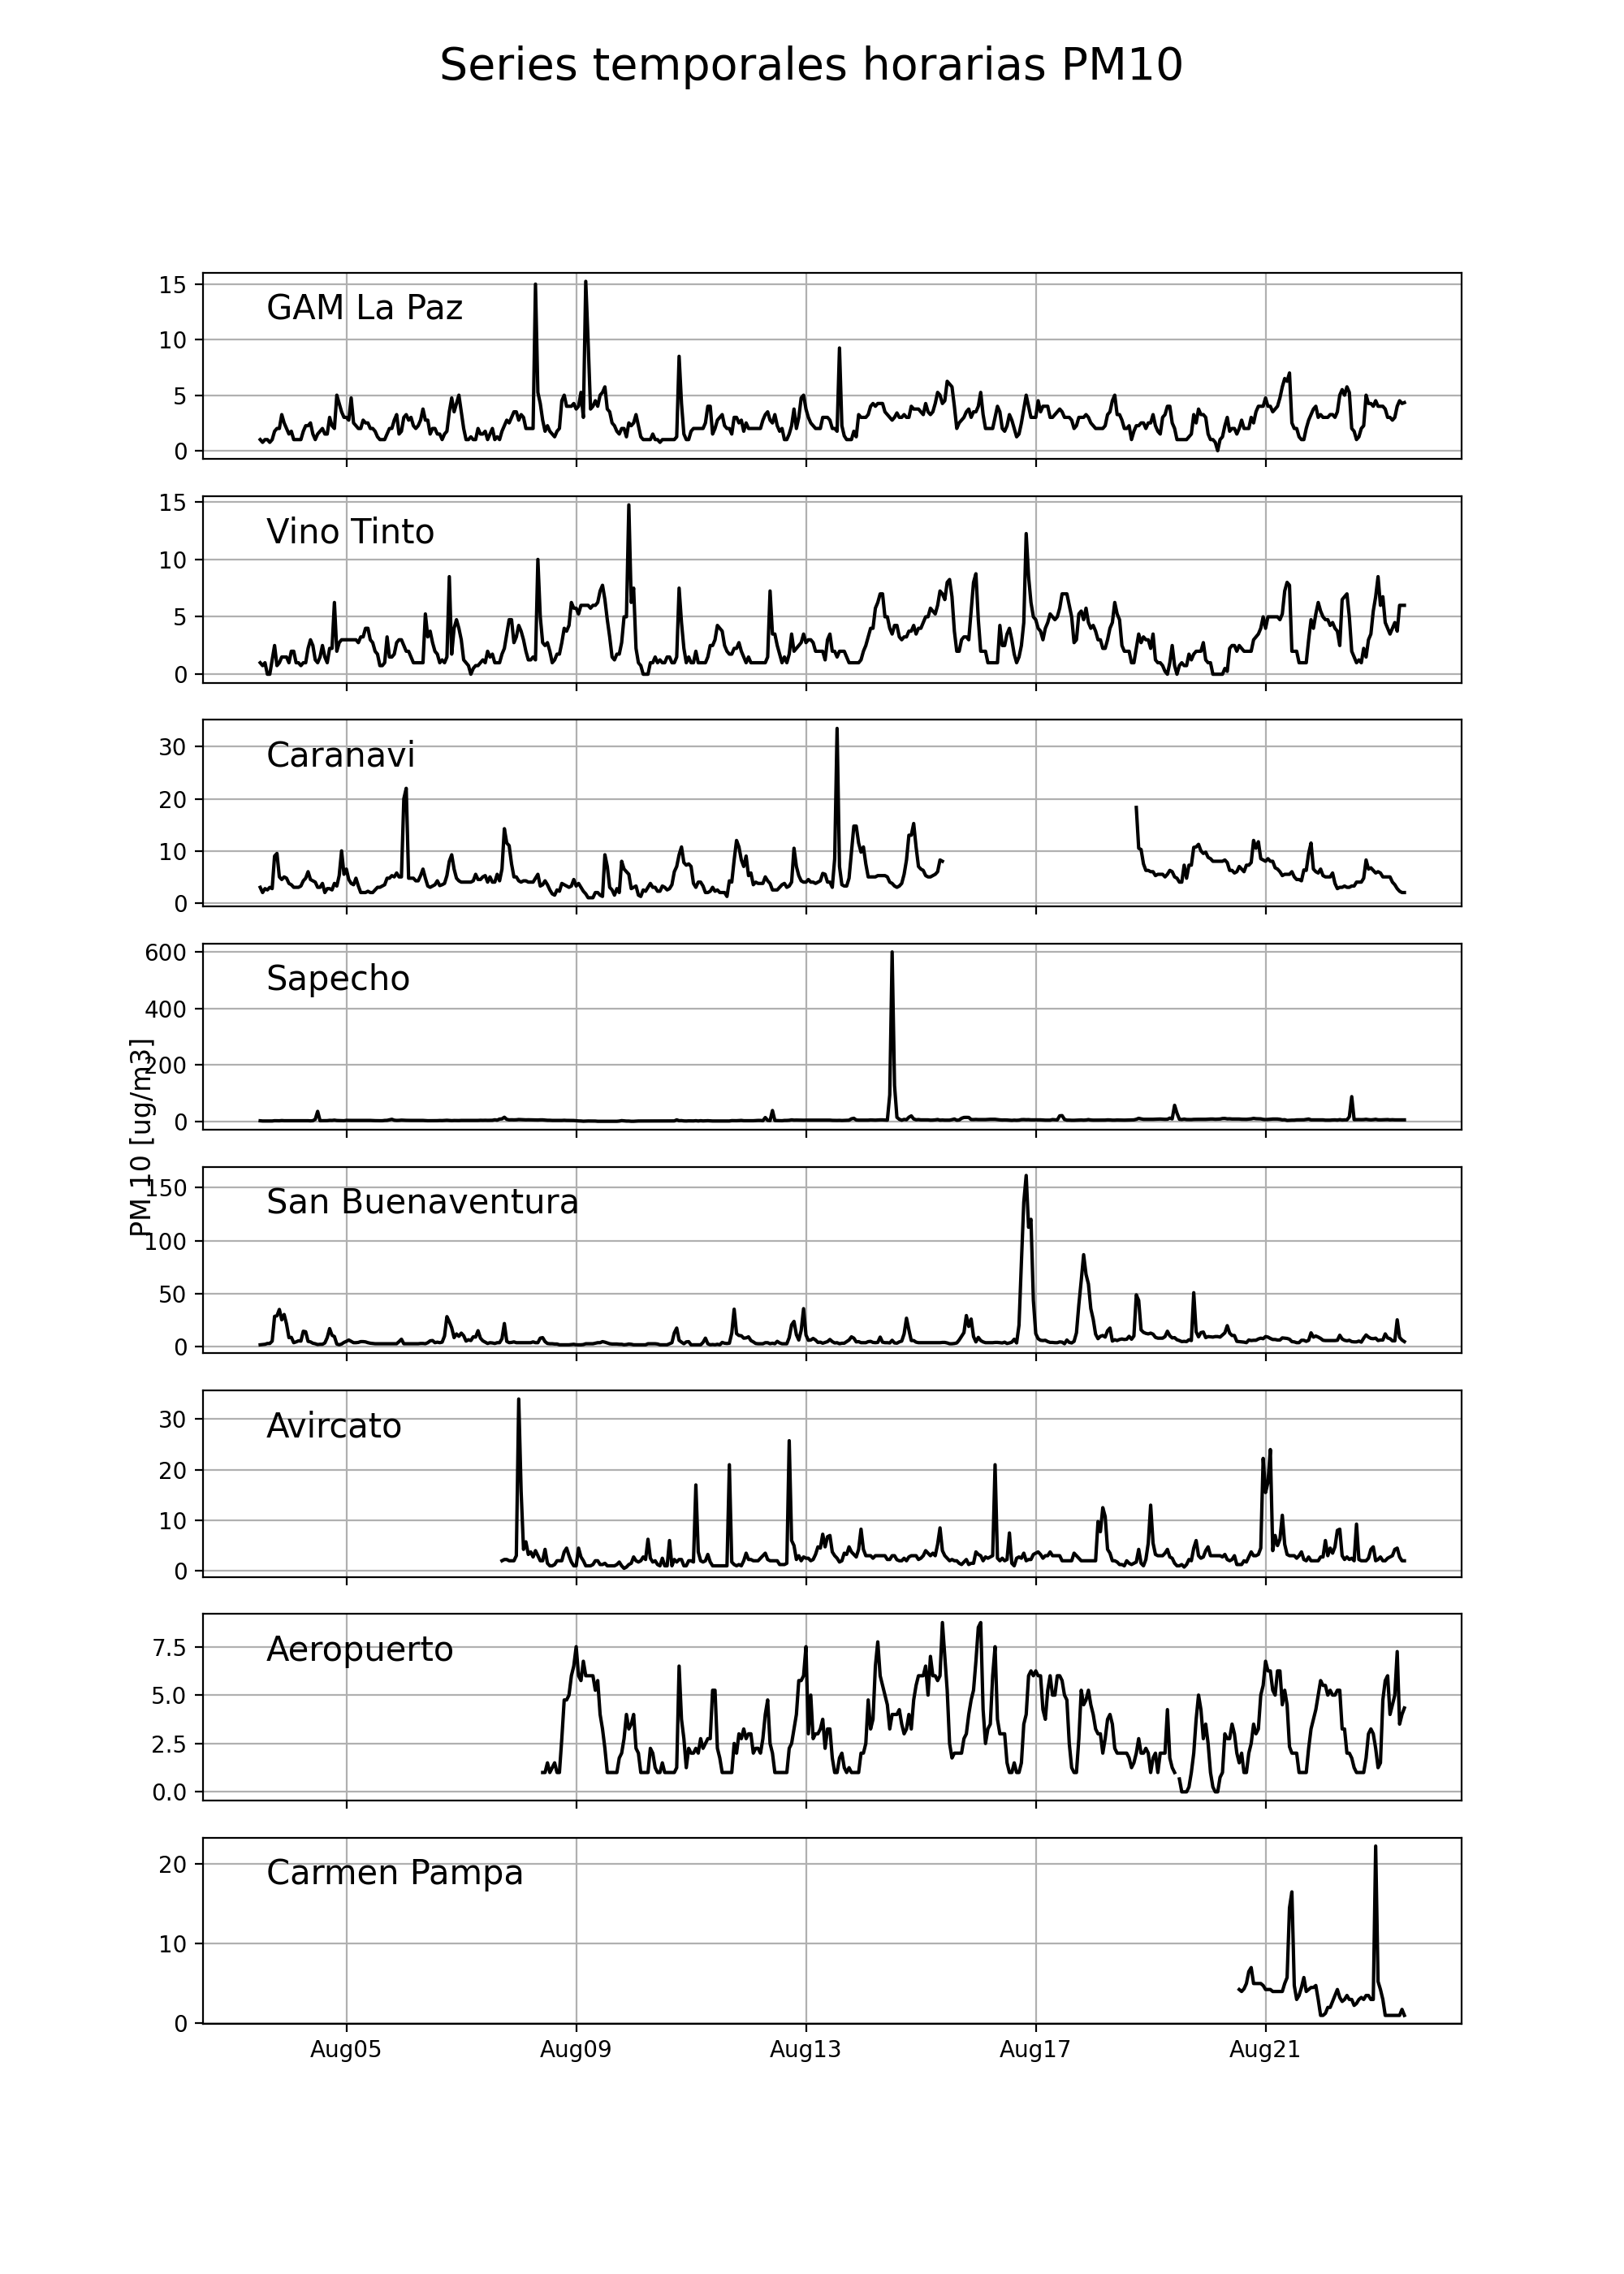 Series temporales horarias PM10
15
GAM La Paz
10
5
0
15
Vino Tinto
10
5
0
30
Caranavi
20
10
0
600
Sapecho
400
200
0
PM 10 [ug/m3]
150
San Buenaventura
100
50
0
30
Avircato
20
10
0
7.5
Aeropuerto
5.0
2.5
0.0
20
Carmen Pampa
10
0
Aug05 Aug09 Aug13 Aug17 Aug21